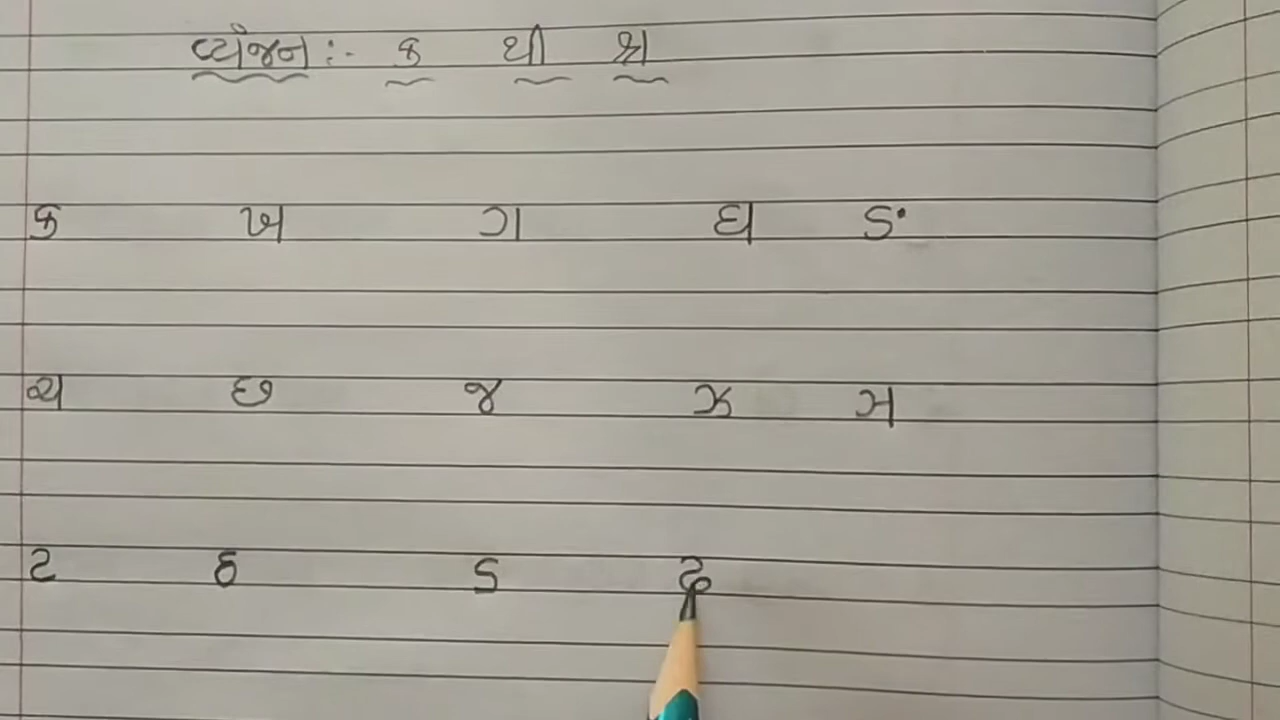 વ્યંજન :- ક થી શ્ર
ક ખ ગ ઘ ઙ
ચ છ જ ઝ ઞ
ટ ઠ ડ ઢ